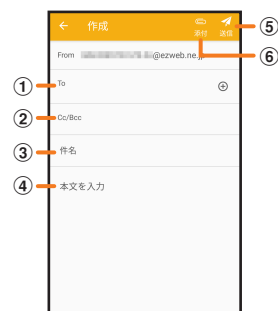 ← 作成
添付 送信
⑤
⑥
From @ezweb.ne.jp
① To
② Cc/Bcc
③ 件名
④ 本文を入力